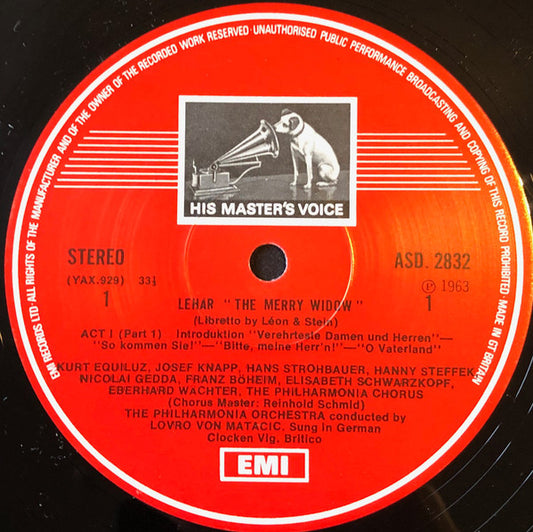 EMI RECORDS LTD · ALL RIGHTS OF THE MANUFACTURER AND OF THE OWNER OF THE RECORDED WORK RESERVED · UNAUTHORISED PUBLIC PERFORMANCE BROADCASTING AND COPYING OF THIS RECORD PROHIBITED MADE IN GT BRITAIN
HIS MASTER'S VOICE
STEREO
(YAX.929) 33⅓
1
ASD. 2832
℗ 1963
1
LEHAR "THE MERRY WIDOW"
(Libretto by Léon & Stein)
ACT I (Part 1) Introduktion "Verehrteste Damen und Herren"—
"So kommen Sie!"—"Bitte, meine Herr'n!"—"O Vaterland"
KURT EQUILUZ, JOSEF KNAPP, HANS STROHBAUER, HANNY STEFFEK
NICOLAI GEDDA, FRANZ BÖHEIM, ELISABETH SCHWARZKOPF,
EBERHARD WÄCHTER, THE PHILHARMONIA CHORUS
(Chorus Master: Reinhold Schmid)
THE PHILHARMONIA ORCHESTRA conducted by
LOVRO VON MATACIC. Sung in German
Clocken Vlg. Britico
EMI